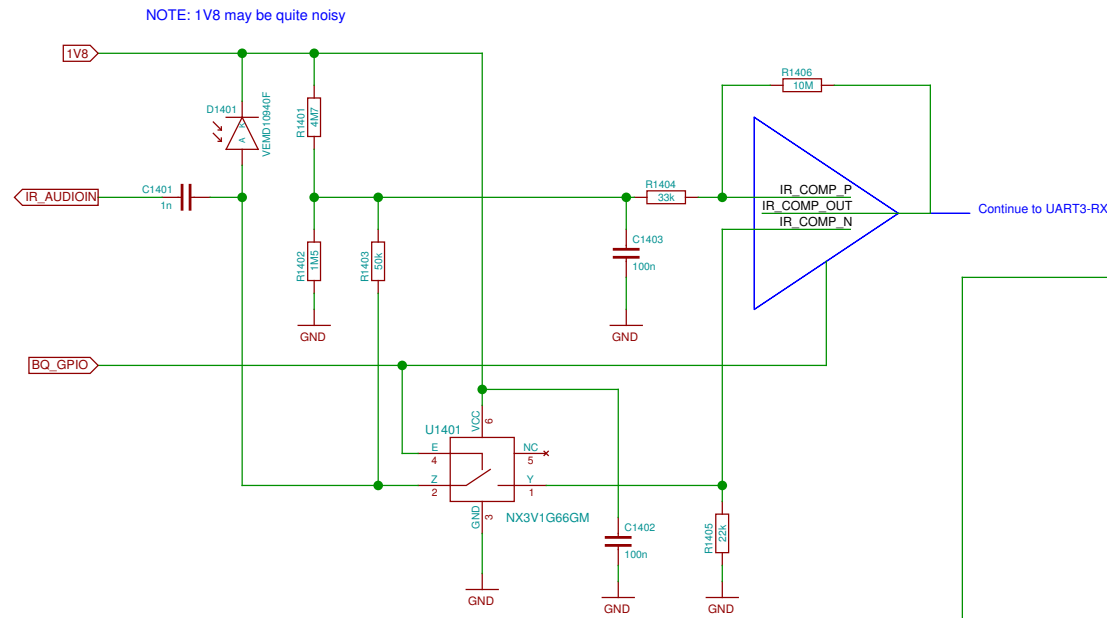 NOTE: 1V8 may be quite noisy
1V8
R1406
10M
D1401
K
A
VEMD10940F
R1401
4M7
IR_AUDIOIN
C1401
1n
R1404
33k
IR_COMP_P
IR_COMP_OUT
IR_COMP_N
Continue to UART3-RX
R1402
1M5
R1403
50k
C1403
100n
GND
GND
BQ_GPIO
U1401
VCC
6
E
4
NC
5
Z
2
Y
1
GND
3
NX3V1G66GM
C1402
100n
R1405
22k
GND
GND
GND